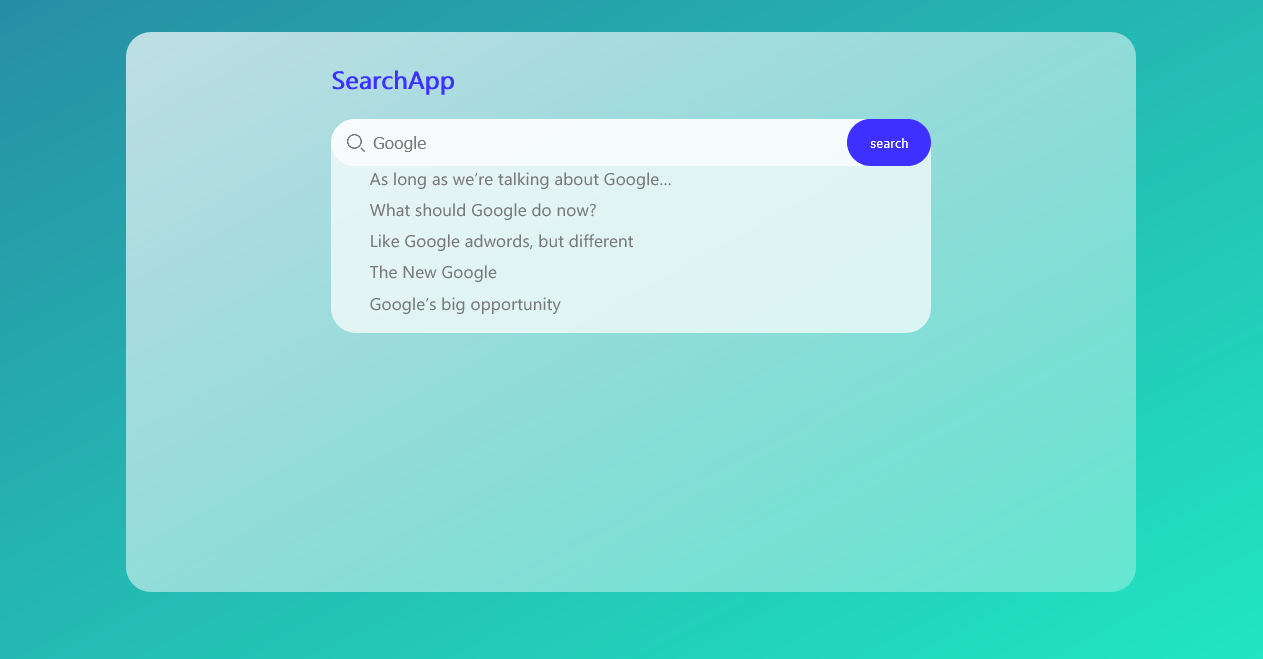 SearchApp
Google
search
As long as we’re talking about Google…
What should Google do now?
Like Google adwords, but different
The New Google
Google’s big opportunity